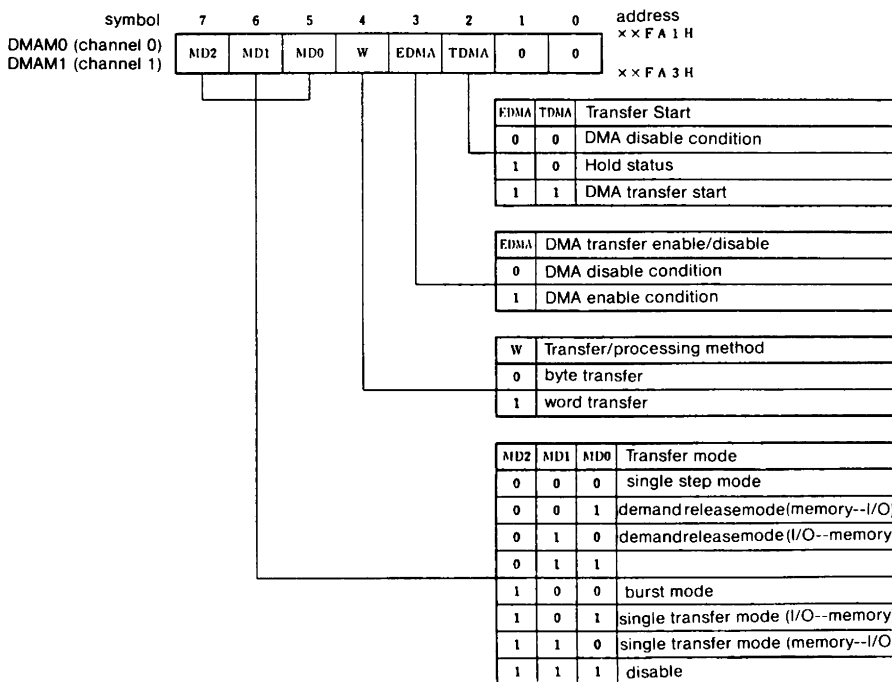 symbol 7 6 5 4 3 2 1 0 address
××FA1H
DMAM0 (channel 0)
DMAM1 (channel 1)
MD2 MD1 MD0 W EDMA TDMA 0 0
××FA3H
EDMA TDMA Transfer Start
0 0 DMA disable condition
1 0 Hold status
1 1 DMA transfer start
EDMA DMA transfer enable/disable
0 DMA disable condition
1 DMA enable condition
W Transfer/processing method
0 byte transfer
1 word transfer
MD2 MD1 MD0 Transfer mode
0 0 0 single step mode
0 0 1 demandreleasemode(memory--I/O)
0 1 0 demandreleasemode(I/O--memory
0 1 1
1 0 0 burst mode
1 0 1 single transfer mode (I/O--memory
1 1 0 single transfer mode (memory--I/O
1 1 1 disable